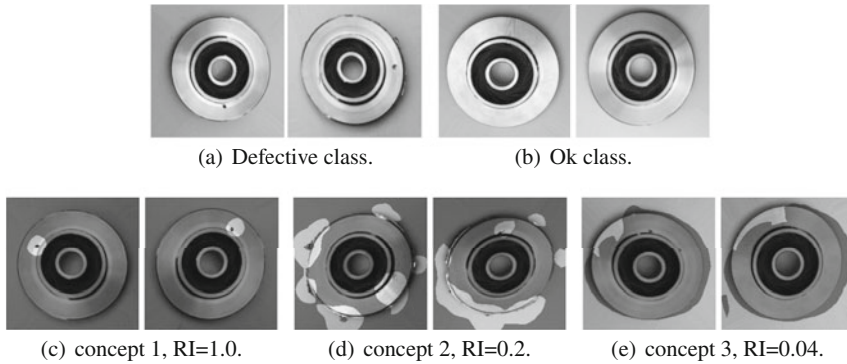 (a) Defective class.
(b) Ok class.
(c) concept 1, RI=1.0.
(d) concept 2, RI=0.2.
(e) concept 3, RI=0.04.